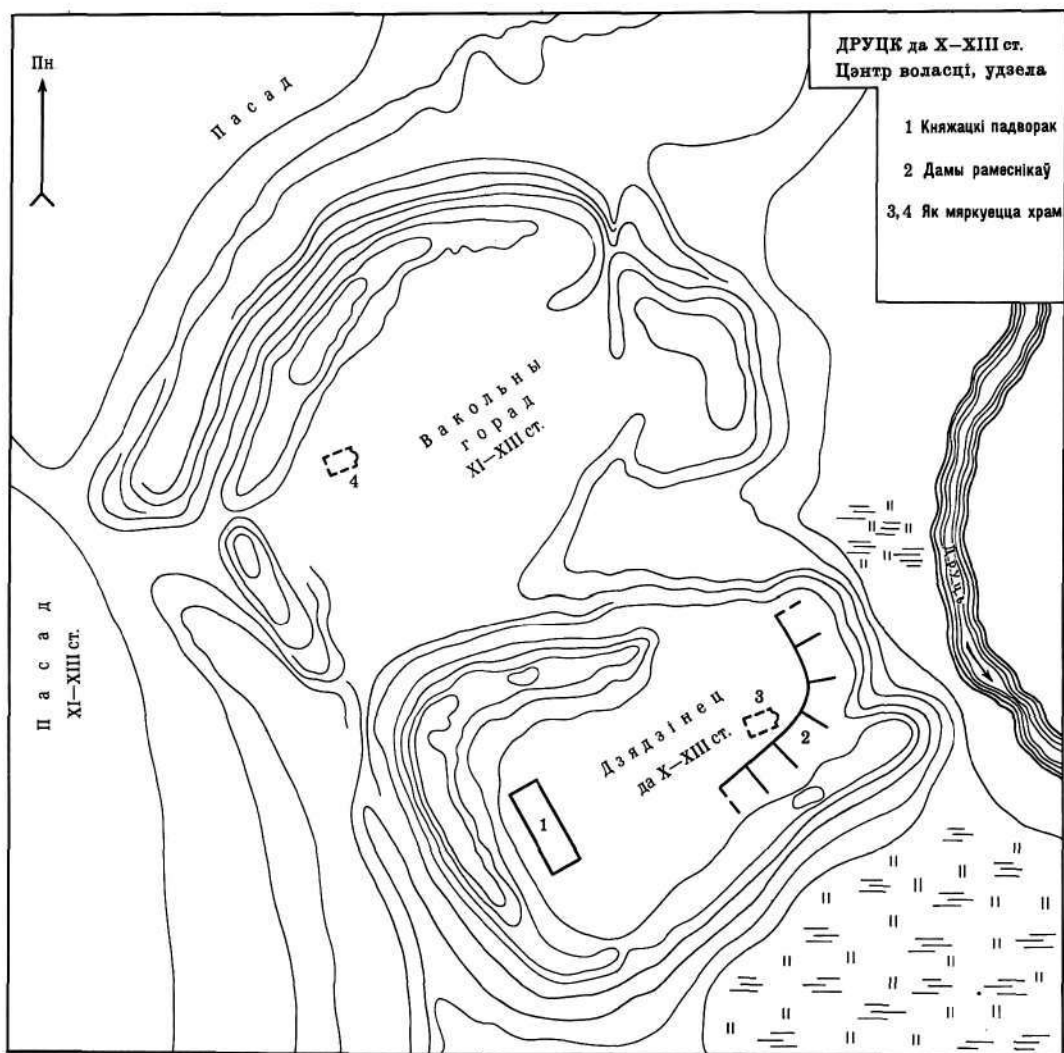 ДРУЦК да X–XIII ст.
Цэнтр воласці, удзела
1 Княжацкі падворак
2 Дамы рамеснікаў
3,4 Як мяркуецца храм
Пн
Пасад
Вакольны
горад
XI–XIII ст.
4
Друць
Пасад
XI–XIII ст.
3
Дзядзінец
да X–XIII ст.
2
1